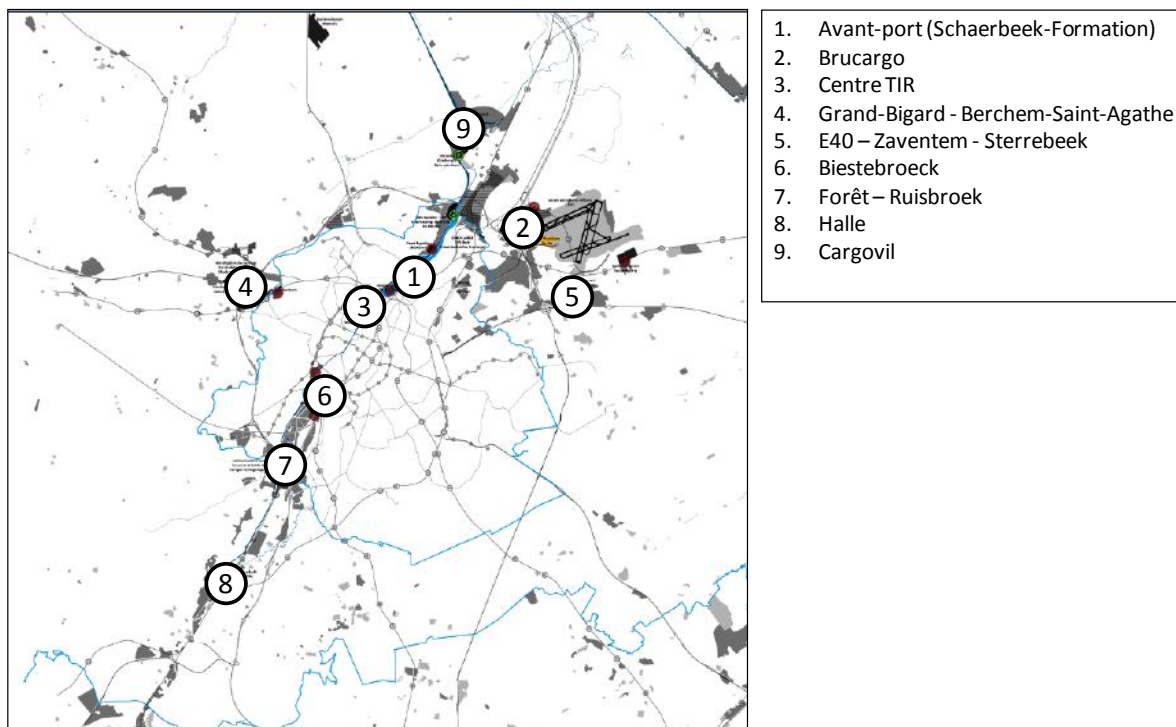 9
2
1
4
5
3
6
7
8
1. Avant-port (Schaerbeek-Formation)
2. Brucargo
3. Centre TIR
4. Grand-Bigard - Berchem-Saint-Agathe
5. E40 – Zaventem - Sterrebeek
6. Biestebroeck
7. Forêt – Ruisbroek
8. Halle
9. Cargovil